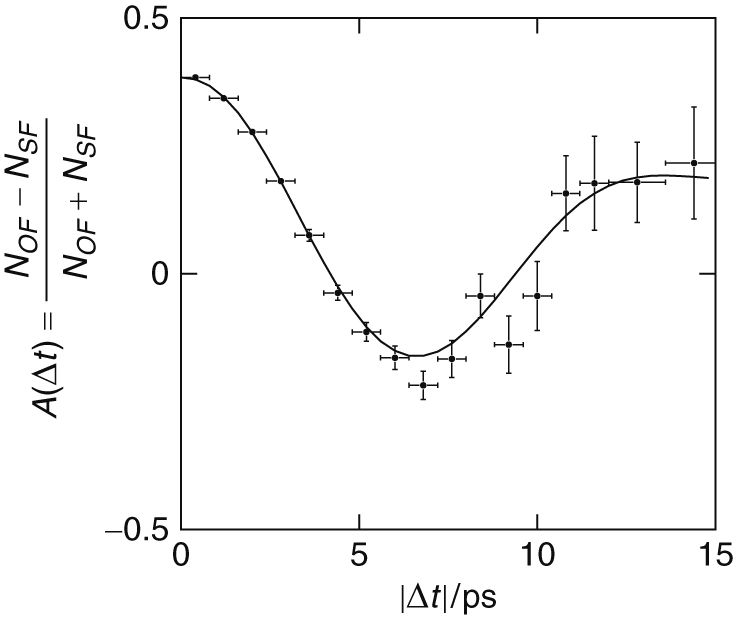 A(Δt) = N_OF − N_SF / N_OF + N_SF
0.5
0
−0.5
0 5 10 15
|Δt|/ps